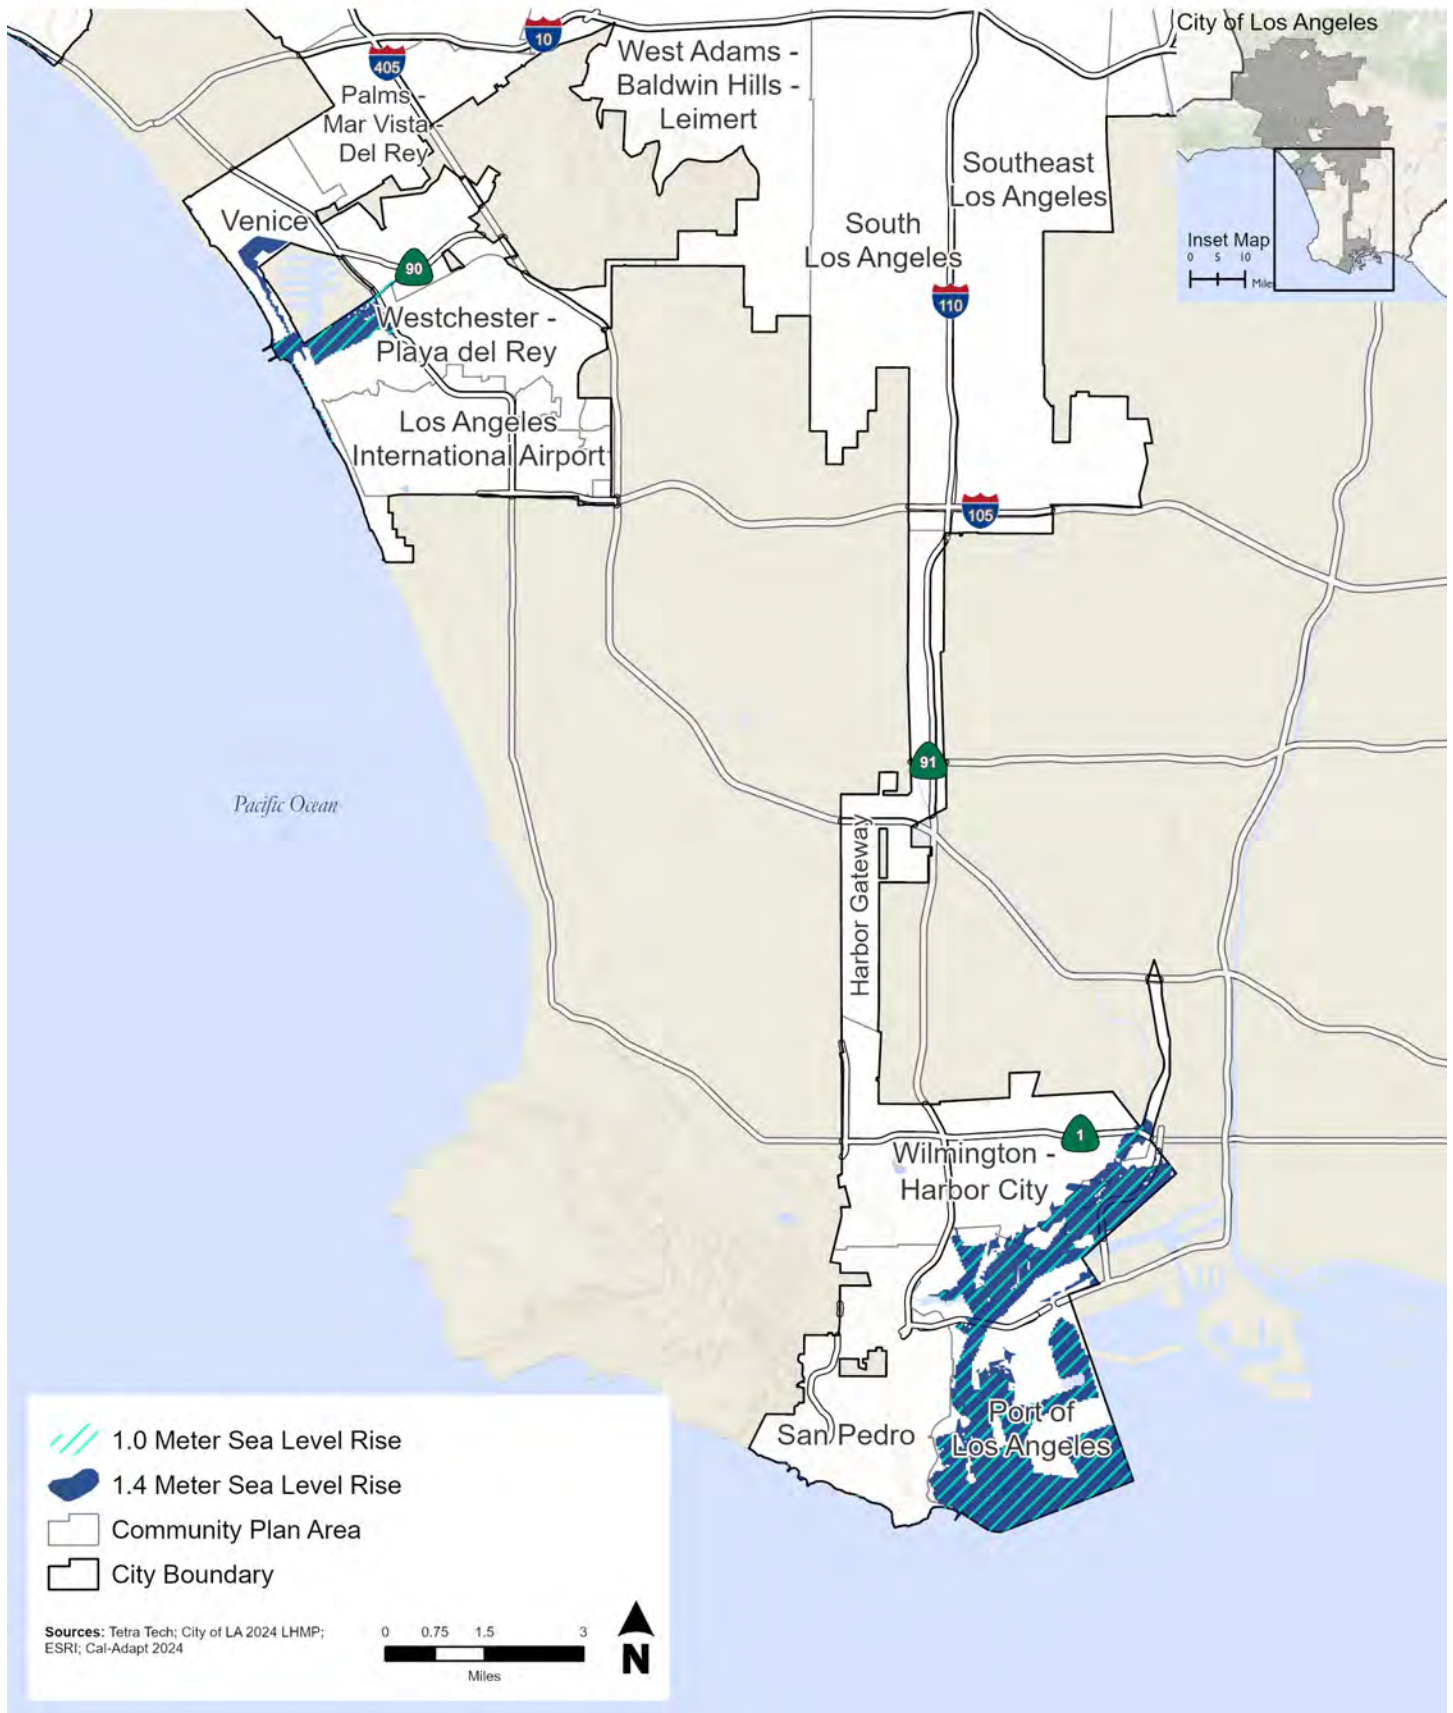 City of Los Angeles
10
405
West Adams -
Baldwin Hills -
Leimert
Palms -
Mar Vista -
Del Rey
Southeast
Los Angeles
Venice
South
Los Angeles
Inset Map
0 5 10
Mile
90
110
Westchester -
Playa del Rey
Los Angeles
International Airport
105
91
Pacific Ocean
Harbor Gateway
1
Wilmington -
Harbor City
Port of
Los Angeles
San Pedro
1.0 Meter Sea Level Rise
1.4 Meter Sea Level Rise
Community Plan Area
City Boundary
Sources: Tetra Tech; City of LA 2024 LHMP;
ESRI; Cal-Adapt 2024
0 0.75 1.5 3
Miles
N